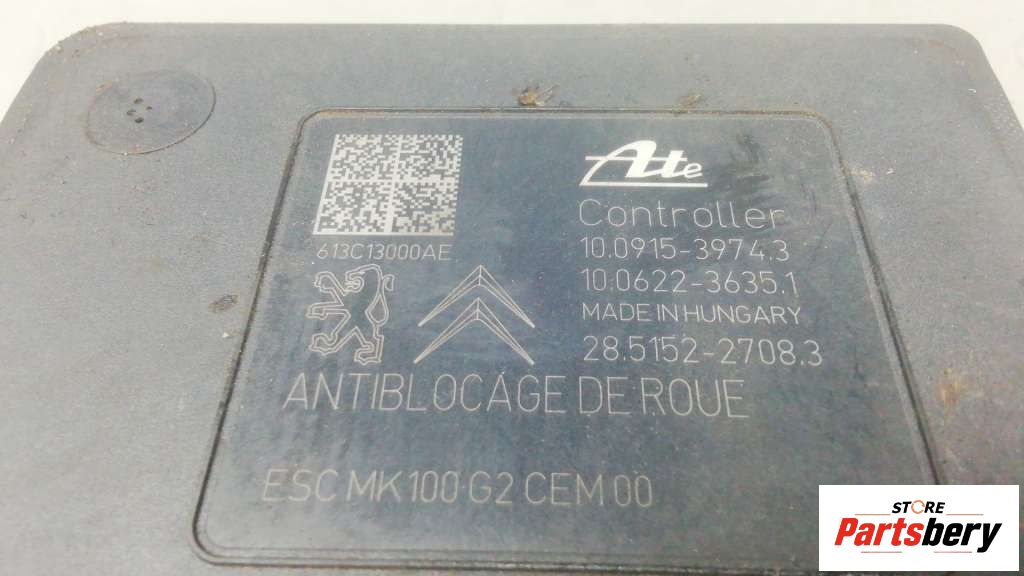 Ate
613C13000AE
Controller
10.0915-3974.3
10.0622-3635.1
MADE IN HUNGARY
28.5152-2708.3
ANTIBLOCAGE DE ROUE
ESC MK100 G2 CEM 00
STORE
Partsbery